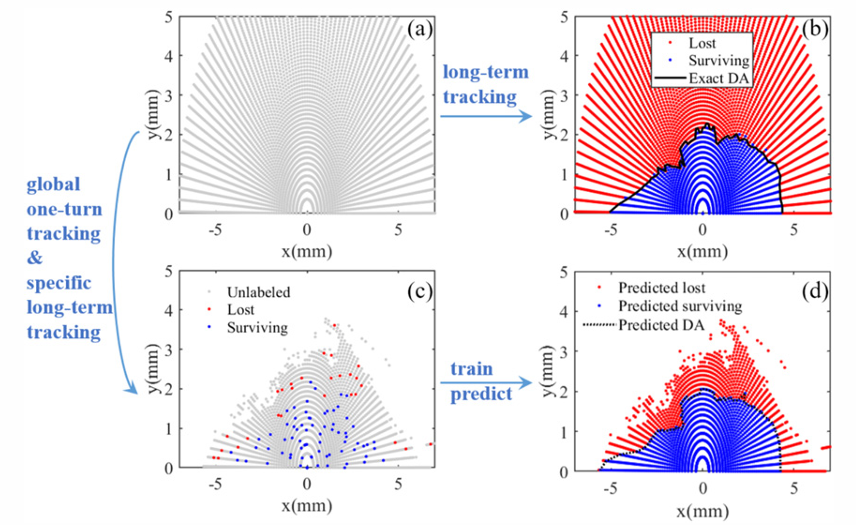 (a)
5
4
3
2
1
0
y(mm)
-5 0 5
x(mm)
long-term
tracking
(b)
Lost
Surviving
Exact DA
5
4
3
2
1
0
y(mm)
-5 0 5
x(mm)
global
one-turn
tracking
&
specific
long-term
tracking
(c)
Unlabeled
Lost
Surviving
5
4
3
2
1
0
y(mm)
-5 0 5
x(mm)
train
predict
(d)
Predicted lost
Predicted surviving
Predicted DA
5
4
3
2
1
0
y(mm)
-5 0 5
x(mm)